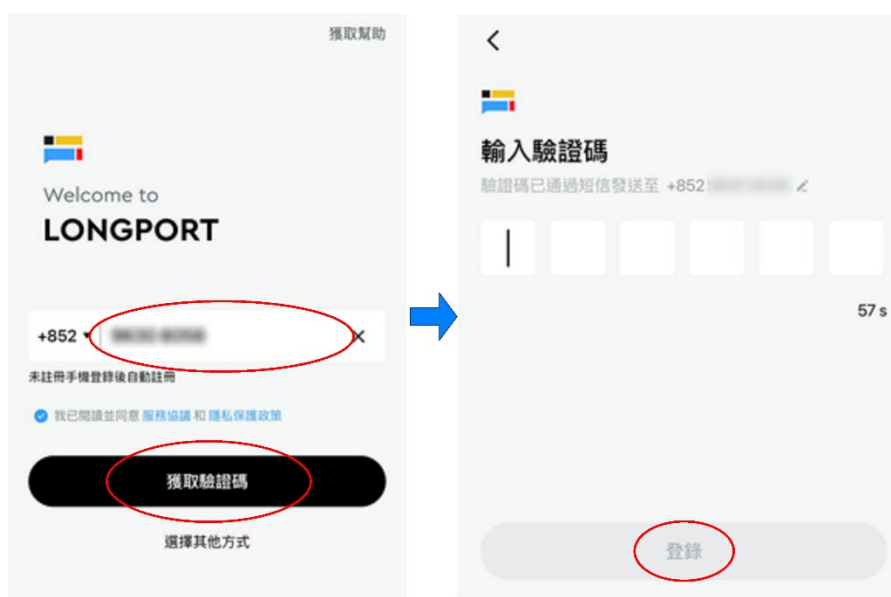 獲取幫助
Welcome to
LONGPORT
+852
未註冊手機登錄後自動註冊
我已閱讀並同意 服務協議 和 隱私保護政策
獲取驗證碼
選擇其他方式
輸入驗證碼
驗證碼已通過短信發送至 +852
57 s
登錄